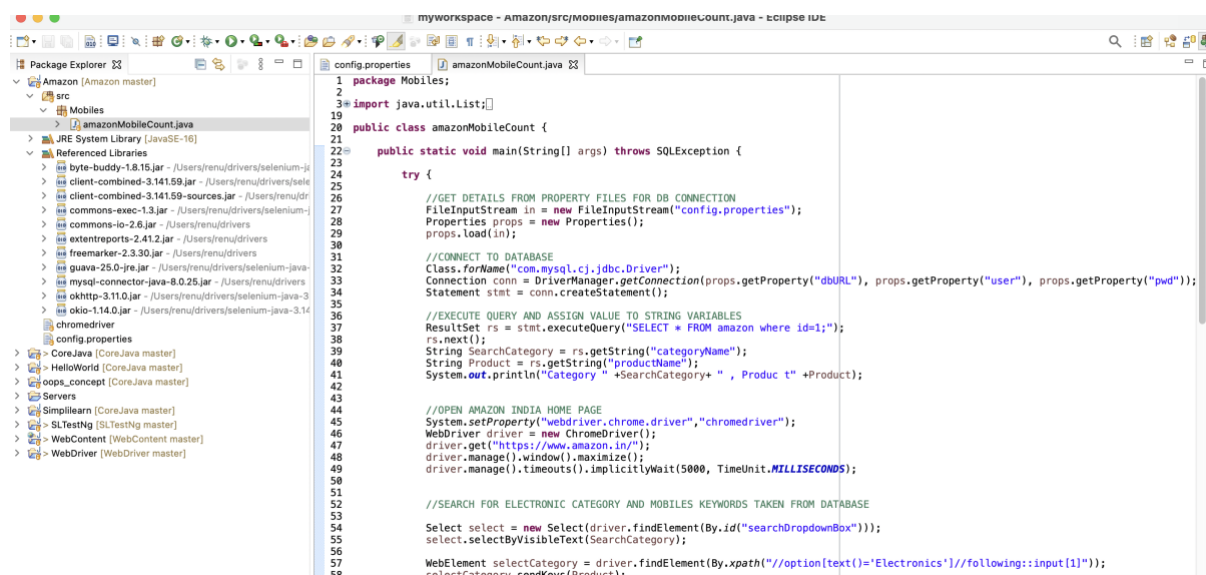 myworkspace - Amazon/src/Mobiles/amazonMobileCount.java - Eclipse IDE
Package Explorer
Amazon [Amazon master]
src
Mobiles
amazonMobileCount.java
JRE System Library [JavaSE-16]
Referenced Libraries
byte-buddy-1.8.15.jar - /Users/renu/drivers/selenium-ja
client-combined-3.141.59.jar - /Users/renu/drivers/sele
client-combined-3.141.59-sources.jar - /Users/renu/dr
commons-exec-1.3.jar - /Users/renu/drivers/selenium-j
commons-io-2.6.jar - /Users/renu/drivers
extentreports-2.41.2.jar - /Users/renu/drivers
freemarker-2.3.30.jar - /Users/renu/drivers
guava-25.0-jre.jar - /Users/renu/drivers/selenium-java-
mysql-connector-java-8.0.25.jar - /Users/renu/drivers
okhttp-3.11.0.jar - /Users/renu/drivers/selenium-java-3
okio-1.14.0.jar - /Users/renu/drivers/selenium-java-3.14
chromedriver
config.properties
> CoreJava [CoreJava master]
> HelloWorld [CoreJava master]
oops_concept [CoreJava master]
Servers
Simplilearn [CoreJava master]
> SLTestNg [SLTestNg master]
> WebContent [WebContent master]
> WebDriver [WebDriver master]
config.properties
amazonMobileCount.java
1 package Mobiles;
2
3 import java.util.List;
19
20 public class amazonMobileCount {
21
22 public static void main(String[] args) throws SQLException {
23
24 try {
25
26 //GET DETAILS FROM PROPERTY FILES FOR DB CONNECTION
27 FileInputStream in = new FileInputStream("config.properties");
28 Properties props = new Properties();
29 props.load(in);
30
31 //CONNECT TO DATABASE
32 Class.forName("com.mysql.cj.jdbc.Driver");
33 Connection conn = DriverManager.getConnection(props.getProperty("dbURL"), props.getProperty("user"), props.getProperty("pwd"));
34 Statement stmt = conn.createStatement();
35
36 //EXECUTE QUERY AND ASSIGN VALUE TO STRING VARIABLES
37 ResultSet rs = stmt.executeQuery("SELECT * FROM amazon where id=1;");
38 rs.next();
39 String SearchCategory = rs.getString("categoryName");
40 String Product = rs.getString("productName");
41 System.out.println("Category " +SearchCategory+ " , Produc t" +Product);
42
43
44 //OPEN AMAZON INDIA HOME PAGE
45 System.setProperty("webdriver.chrome.driver","chromedriver");
46 WebDriver driver = new ChromeDriver();
47 driver.get("https://www.amazon.in/");
48 driver.manage().window().maximize();
49 driver.manage().timeouts().implicitlyWait(5000, TimeUnit.MILLISECONDS);
50
51
52 //SEARCH FOR ELECTRONIC CATEGORY AND MOBILES KEYWORDS TAKEN FROM DATABASE
53
54 Select select = new Select(driver.findElement(By.id("searchDropdownBox")));
55 select.selectByVisibleText(SearchCategory);
56
57 WebElement selectCategory = driver.findElement(By.xpath("//option[text()='Electronics']//following::input[1]"));
58 selectCategory.sendKeys(Product);